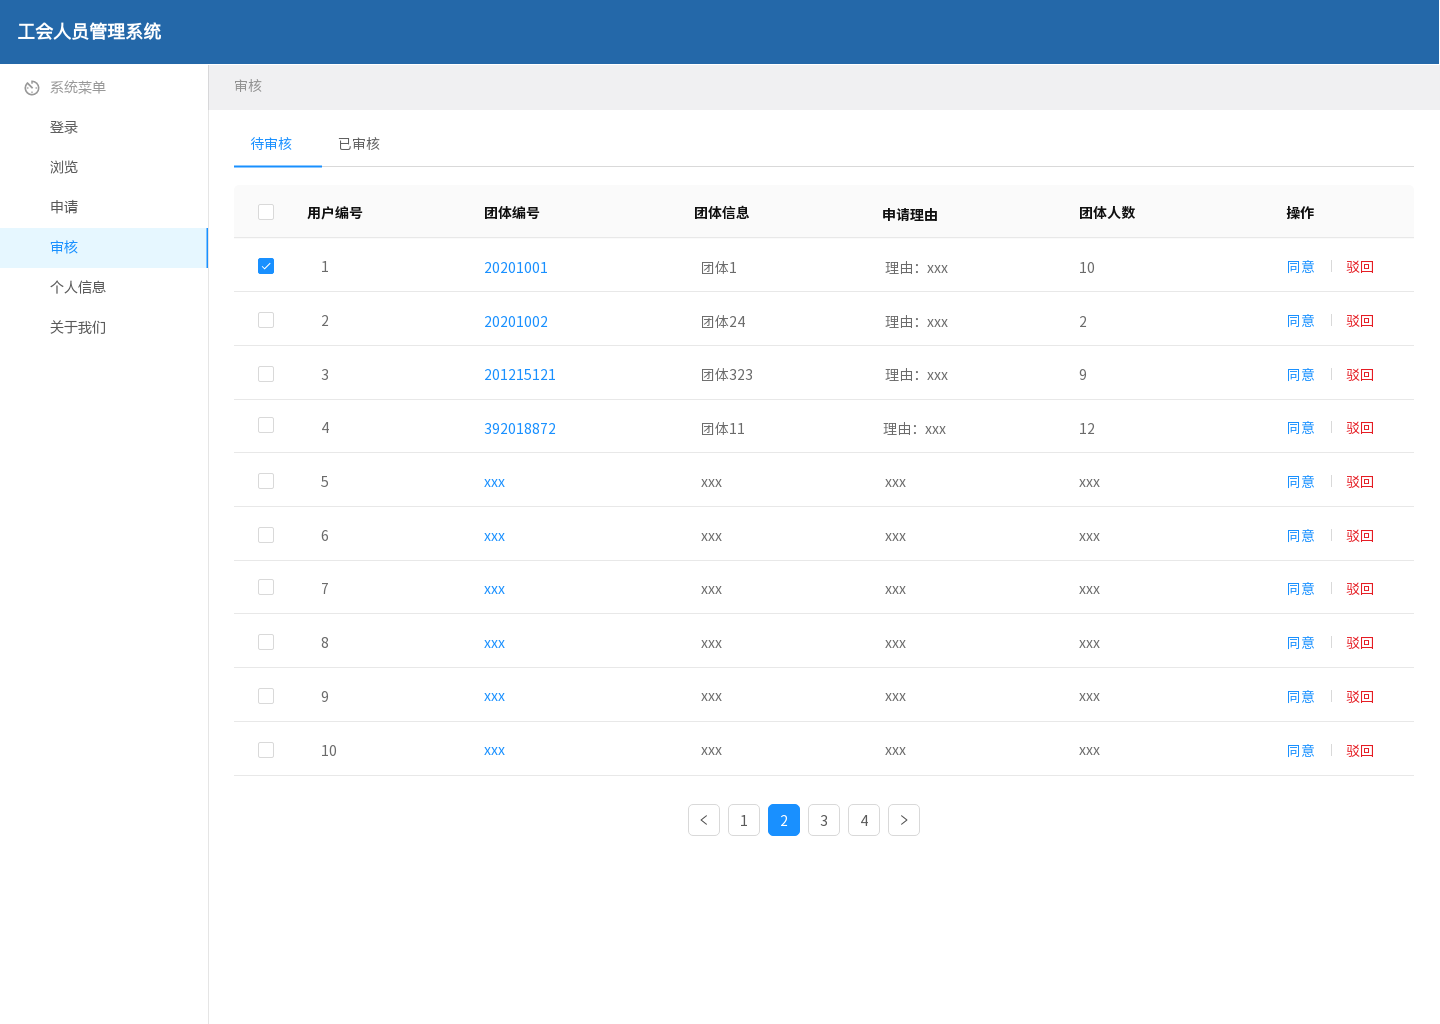 工会人员管理系统
系统菜单
登录
浏览
申请
审核
个人信息
关于我们
审核
待审核 已审核
用户编号 团体编号 团体信息 申请理由 团体人数 操作
1 20201001 团体1 理由：xxx 10 同意 驳回
2 20201002 团体24 理由：xxx 2 同意 驳回
3 201215121 团体323 理由：xxx 9 同意 驳回
4 392018872 团体11 理由：xxx 12 同意 驳回
5 xxx xxx xxx xxx 同意 驳回
6 xxx xxx xxx xxx 同意 驳回
7 xxx xxx xxx xxx 同意 驳回
8 xxx xxx xxx xxx 同意 驳回
9 xxx xxx xxx xxx 同意 驳回
10 xxx xxx xxx xxx 同意 驳回
1 2 3 4